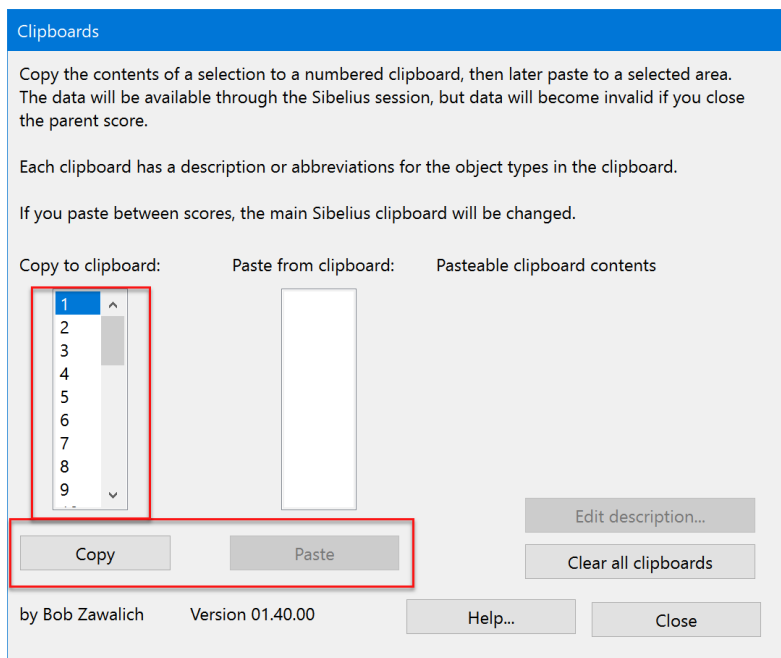 Clipboards
Copy the contents of a selection to a numbered clipboard, then later paste to a selected area.
The data will be available through the Sibelius session, but data will become invalid if you close
the parent score.
Each clipboard has a description or abbreviations for the object types in the clipboard.
If you paste between scores, the main Sibelius clipboard will be changed.
Copy to clipboard: Paste from clipboard: Pasteable clipboard contents
1
2
3
4
5
6
7
8
9
Edit description...
Copy Paste
Clear all clipboards
by Bob Zawalich Version 01.40.00 Help... Close